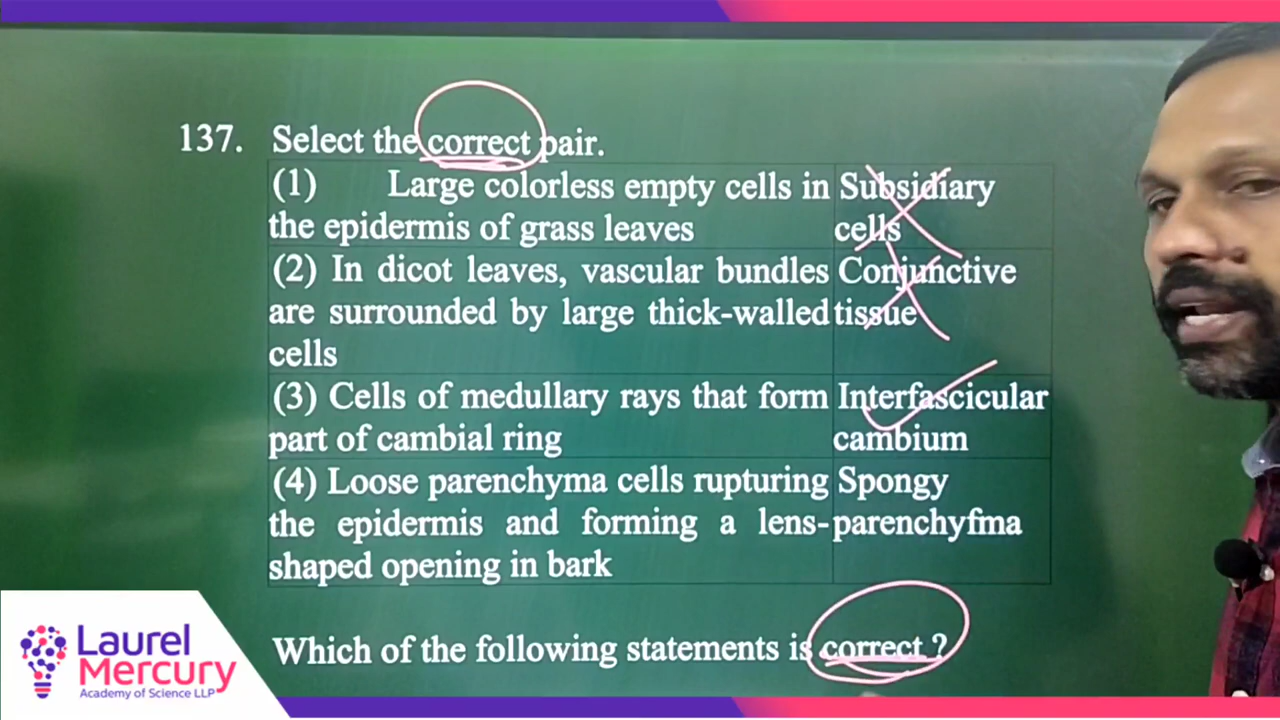 137. Select the correct pair.
(1) Large colorless empty cells in Subsidiary
the epidermis of grass leaves cells
(2) In dicot leaves, vascular bundles Conjunctive
are surrounded by large thick-walled tissue
cells
(3) Cells of medullary rays that form Interfascicular
part of cambial ring cambium
(4) Loose parenchyma cells rupturing Spongy
the epidermis and forming a lens- parenchyfma
shaped opening in bark
Which of the following statements is correct ?
Laurel
Mercury
Academy of Science LLP